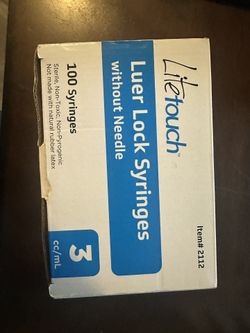 Litetouch™
Item# 2112
Luer Lock Syringes
without Needle
100 Syringes
Sterile, Non-Toxic, Non-Pyrogenic
Not made with natural rubber latex
3
cc/mL